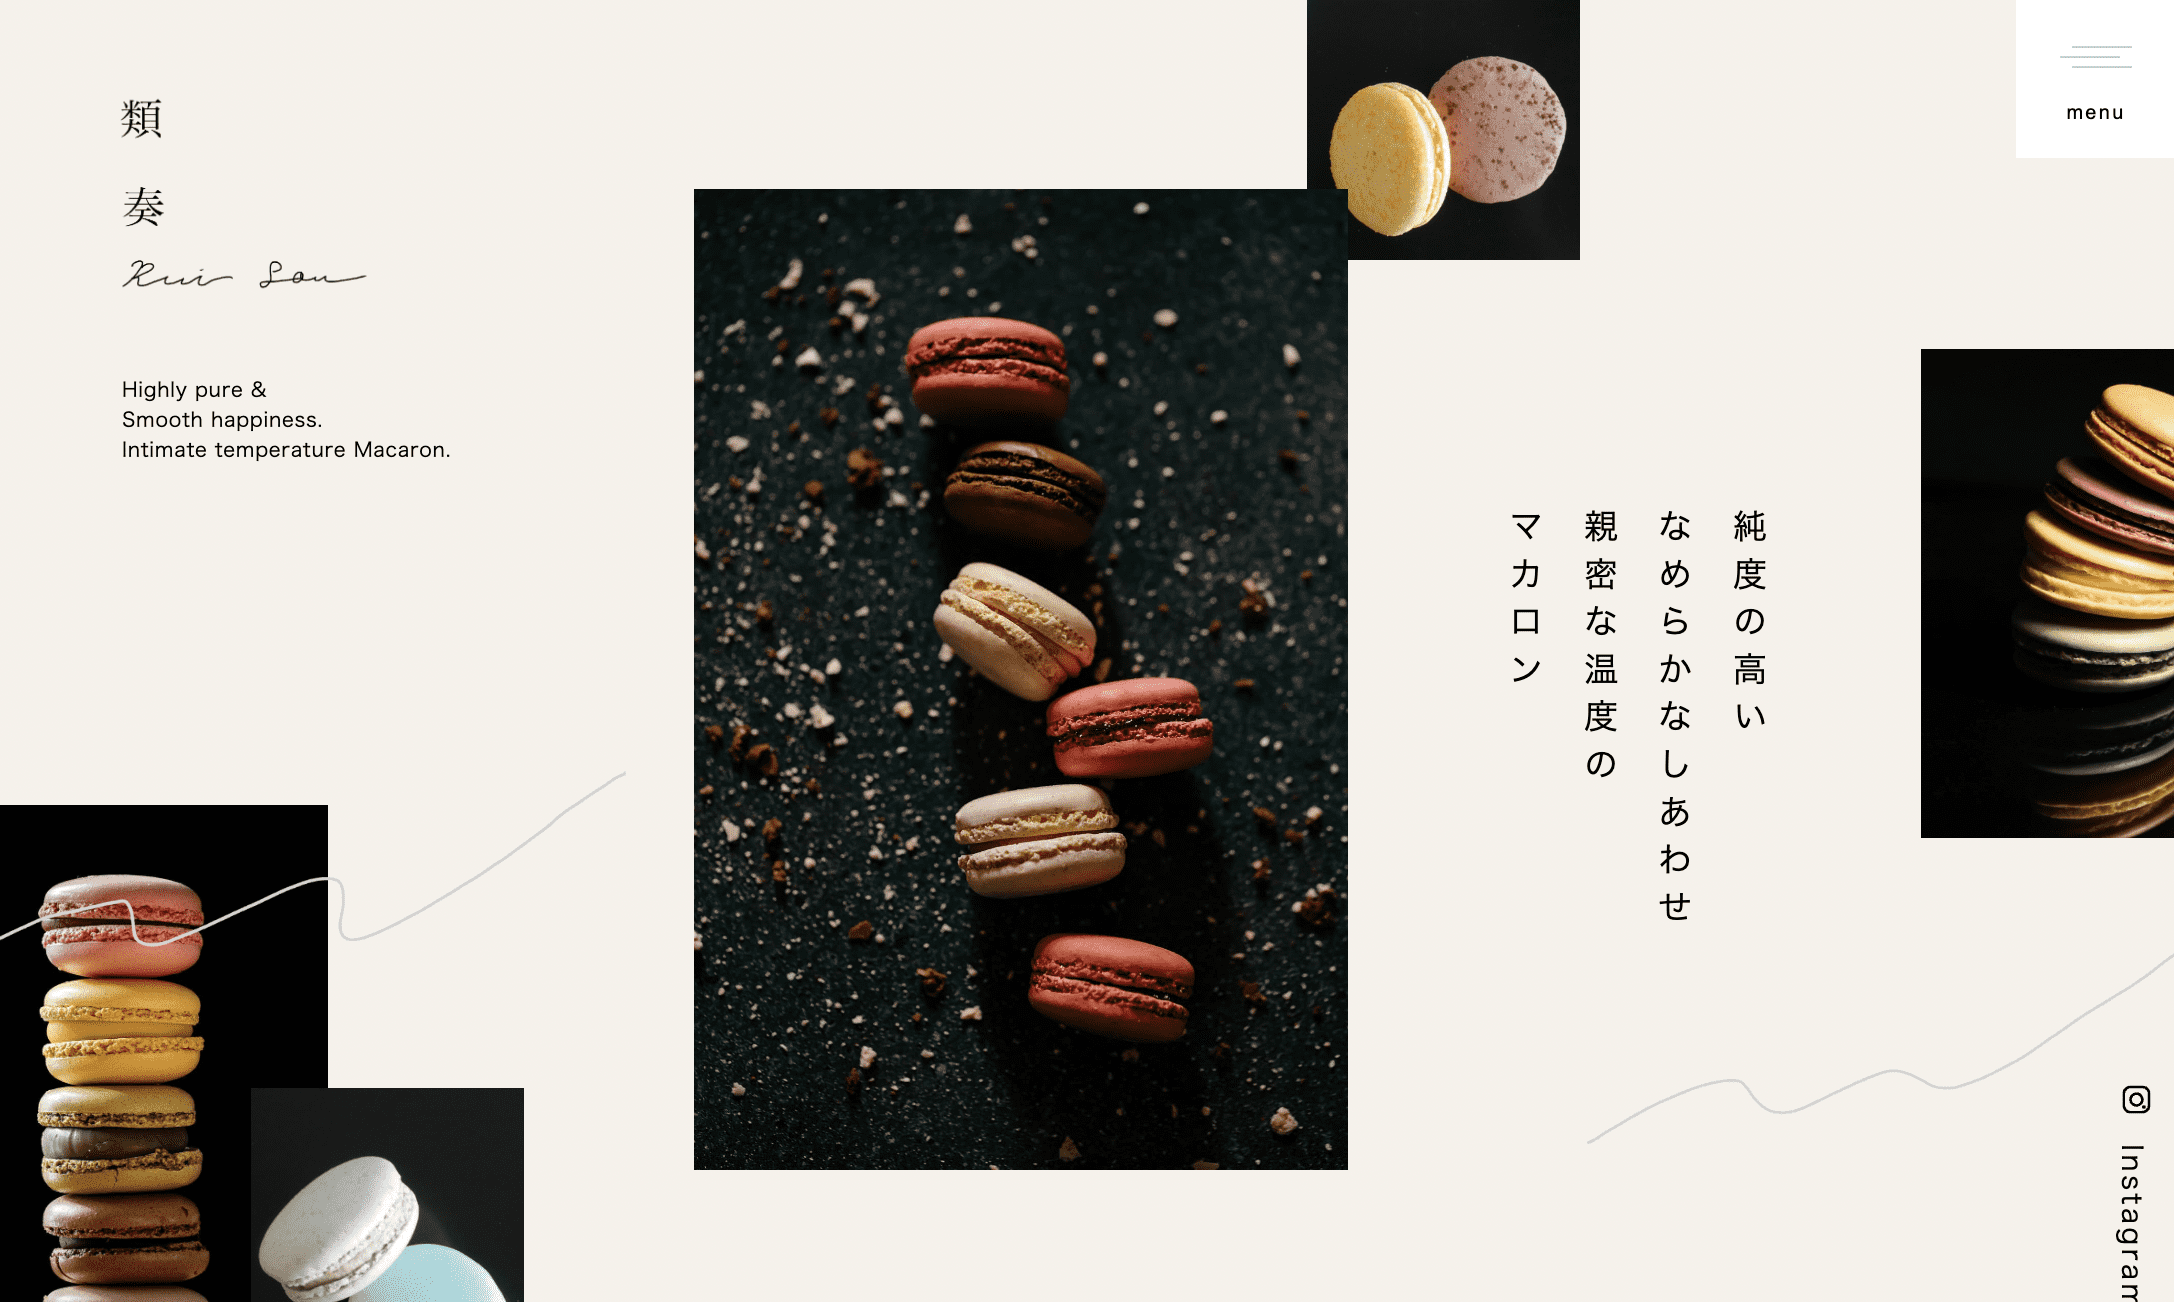 類奏
Rui Sou
Highly pure &
Smooth happiness.
Intimate temperature Macaron.
menu
純度の高い
なめらかなしあわせ
親密な温度の
マカロン
Instagram